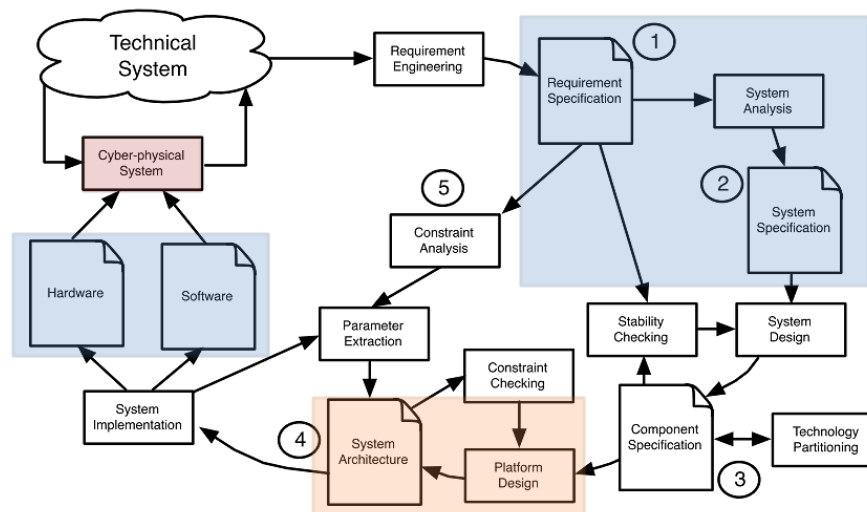 Technical
System
Requirement
Engineering
1
Requirement
Specification
System
Analysis
Cyber-physical
System
5
2
System
Specification
Constraint
Analysis
Hardware
Software
Parameter
Extraction
Stability
Checking
System
Design
Constraint
Checking
System
Implementation
4
System
Architecture
Platform
Design
Component
Specification
Technology
Partitioning
3